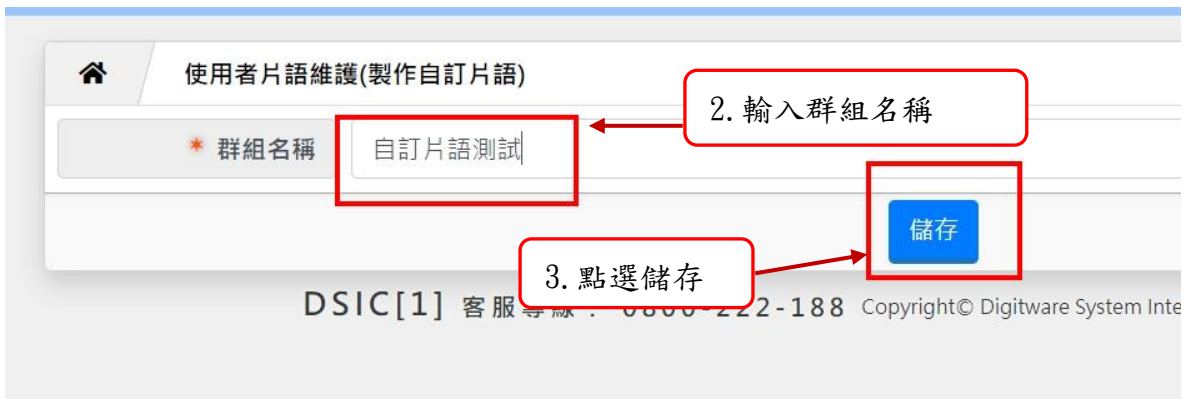 使用者片語維護(製作自訂片語)
2.輸入群組名稱
* 群組名稱 自訂片語測試
儲存
3.點選儲存
DSIC[1] 客服專線： 0800-222-188 Copyright© Digitware System Inte